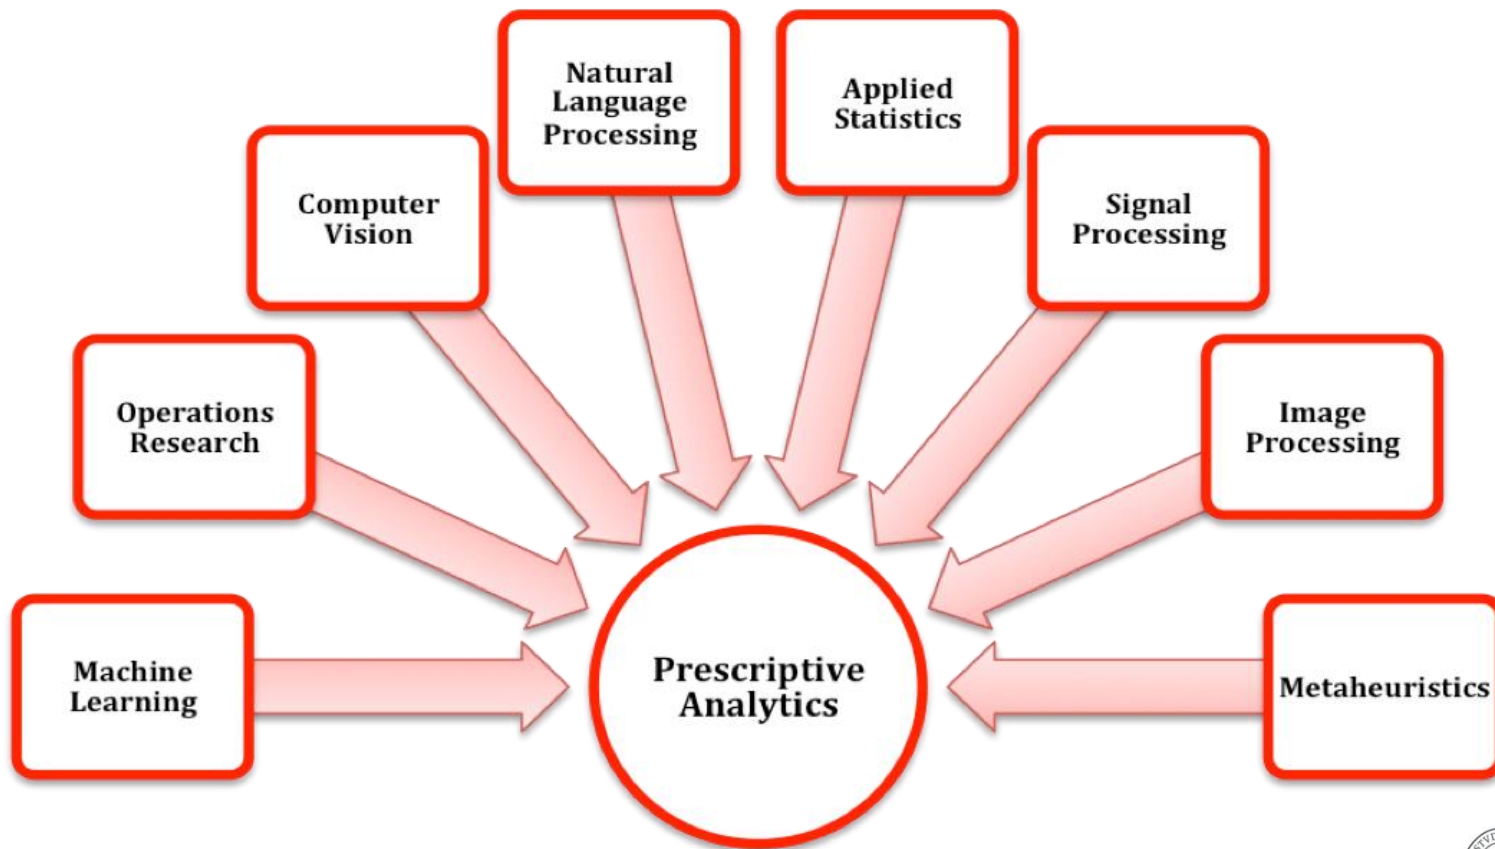 Natural
Language
Processing
Applied
Statistics
Computer
Vision
Signal
Processing
Operations
Research
Image
Processing
Machine
Learning
Prescriptive
Analytics
Metaheuristics